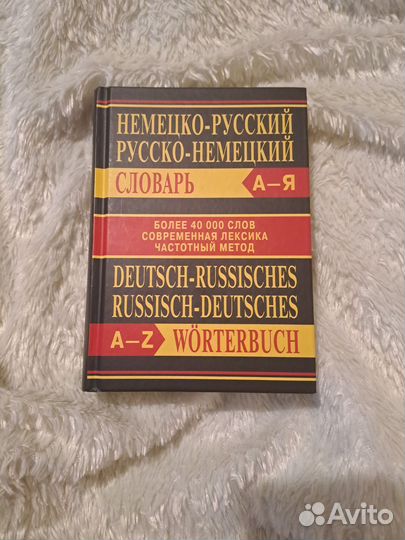 НЕМЕЦКО-РУССКИЙ
РУССКО-НЕМЕЦКИЙ
СЛОВАРЬ А–Я
БОЛЕЕ 40 000 СЛОВ
СОВРЕМЕННАЯ ЛЕКСИКА
ЧАСТОТНЫЙ МЕТОД
DEUTSCH-RUSSISCHES
RUSSISCH-DEUTSCHES
A–Z WÖRTERBUCH
Avito